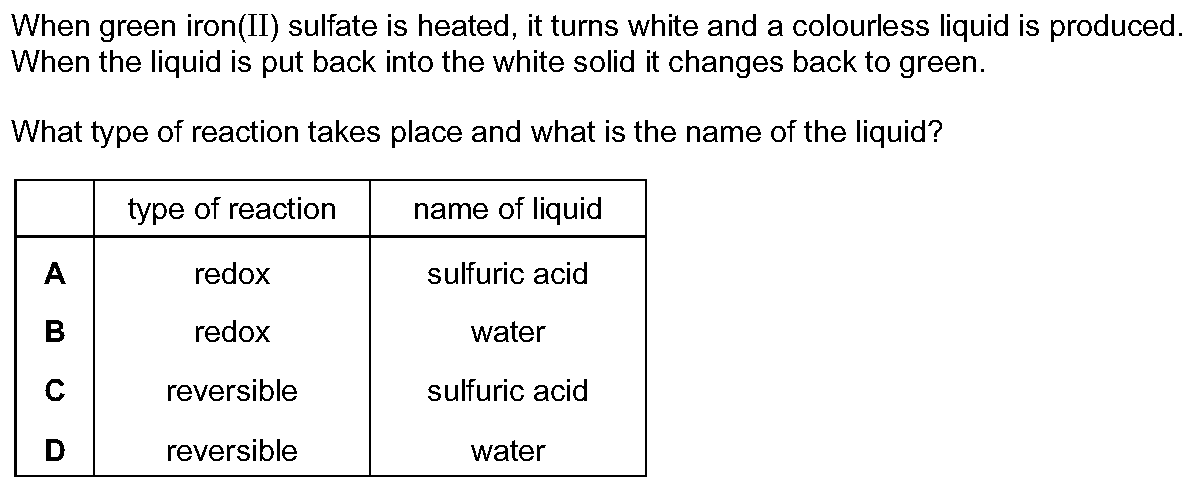 When green iron(II) sulfate is heated, it turns white and a colourless liquid is produced.
When the liquid is put back into the white solid it changes back to green.
What type of reaction takes place and what is the name of the liquid?
type of reaction name of liquid
A redox sulfuric acid
B redox water
C reversible sulfuric acid
D reversible water